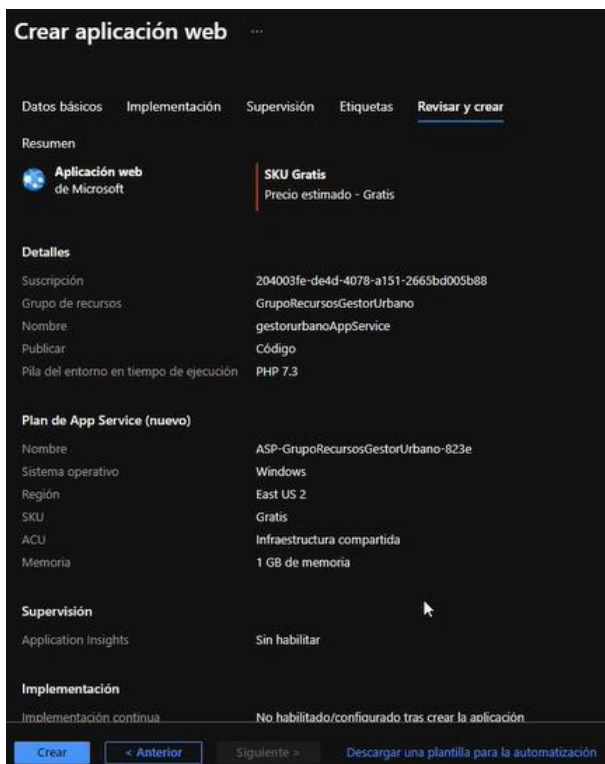 Crear aplicación web ...
Datos básicos Implementación Supervisión Etiquetas Revisar y crear
Resumen
Aplicación web
de Microsoft
SKU Gratis
Precio estimado - Gratis
Detalles
Suscripción 204003fe-de4d-4078-a151-2665bd005b88
Grupo de recursos GrupoRecursosGestorUrbano
Nombre gestorurbanoAppService
Publicar Código
Pila del entorno en tiempo de ejecución PHP 7.3
Plan de App Service (nuevo)
Nombre ASP-GrupoRecursosGestorUrbano-823e
Sistema operativo Windows
Región East US 2
SKU Gratis
ACU Infraestructura compartida
Memoria 1 GB de memoria
Supervisión
Application Insights Sin habilitar
Implementación
Implementación continua No habilitado/configurado tras crear la aplicación
Crear < Anterior Siguiente > Descargar una plantilla para la automatización